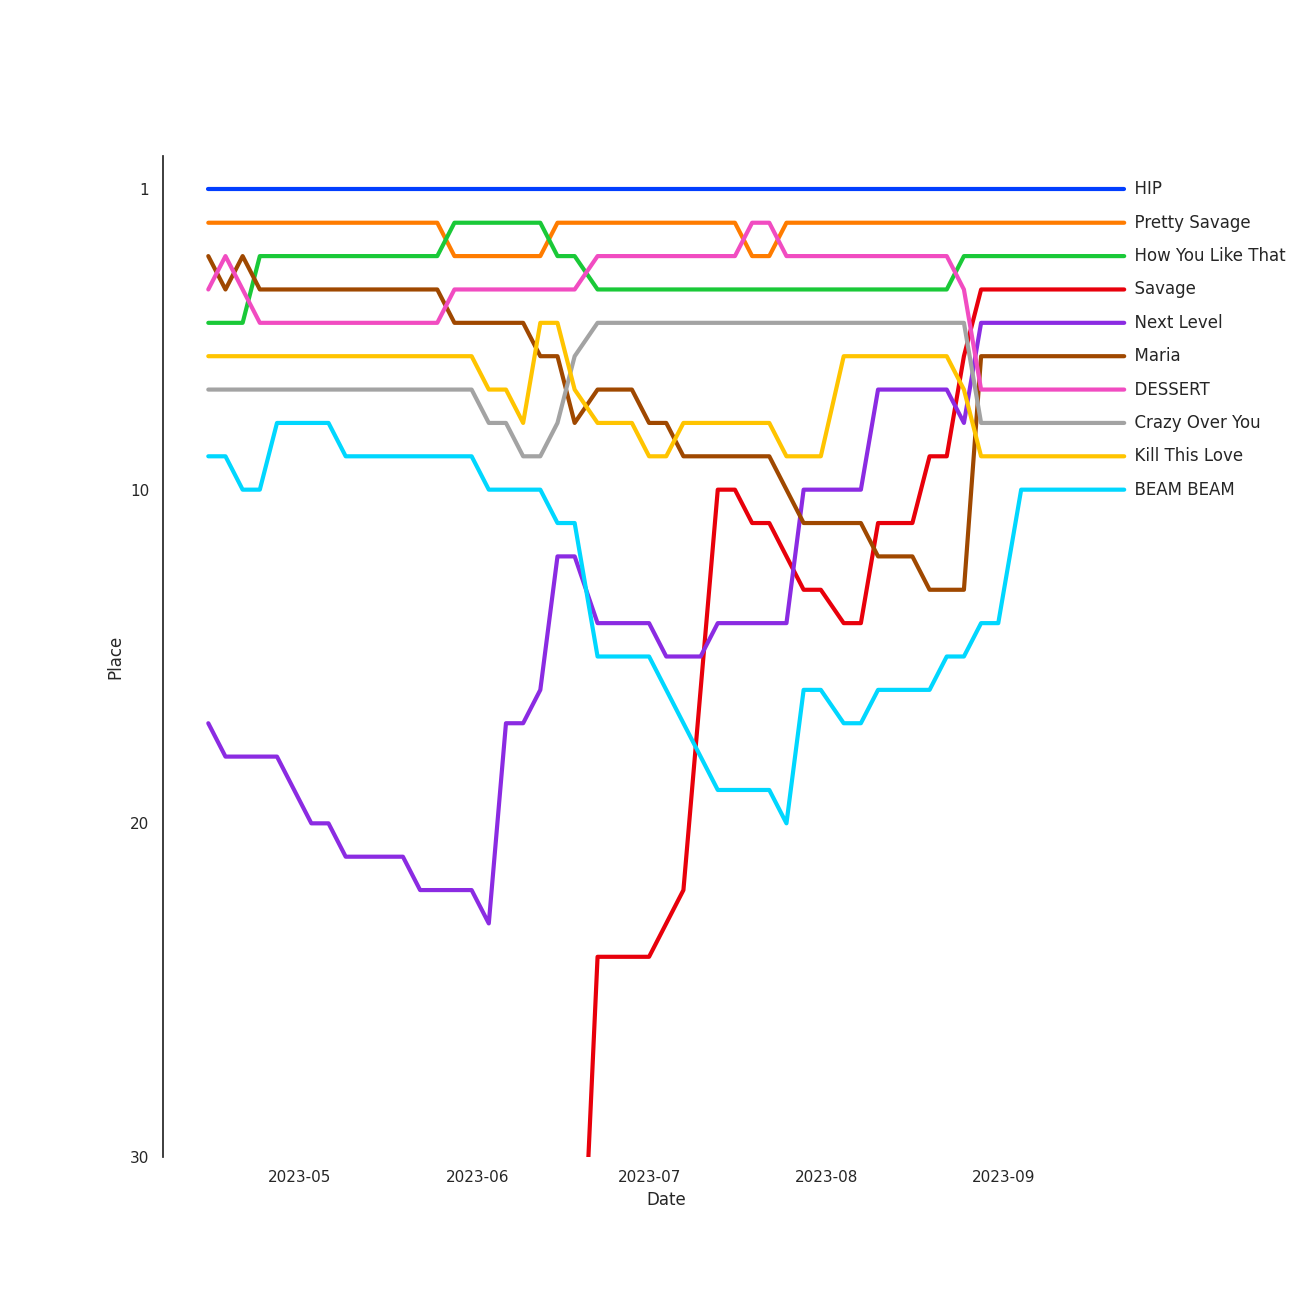 1
10
20
30
Place
HIP
Pretty Savage
How You Like That
Savage
Next Level
Maria
DESSERT
Crazy Over You
Kill This Love
BEAM BEAM
2023-05
2023-06
2023-07
2023-08
2023-09
Date